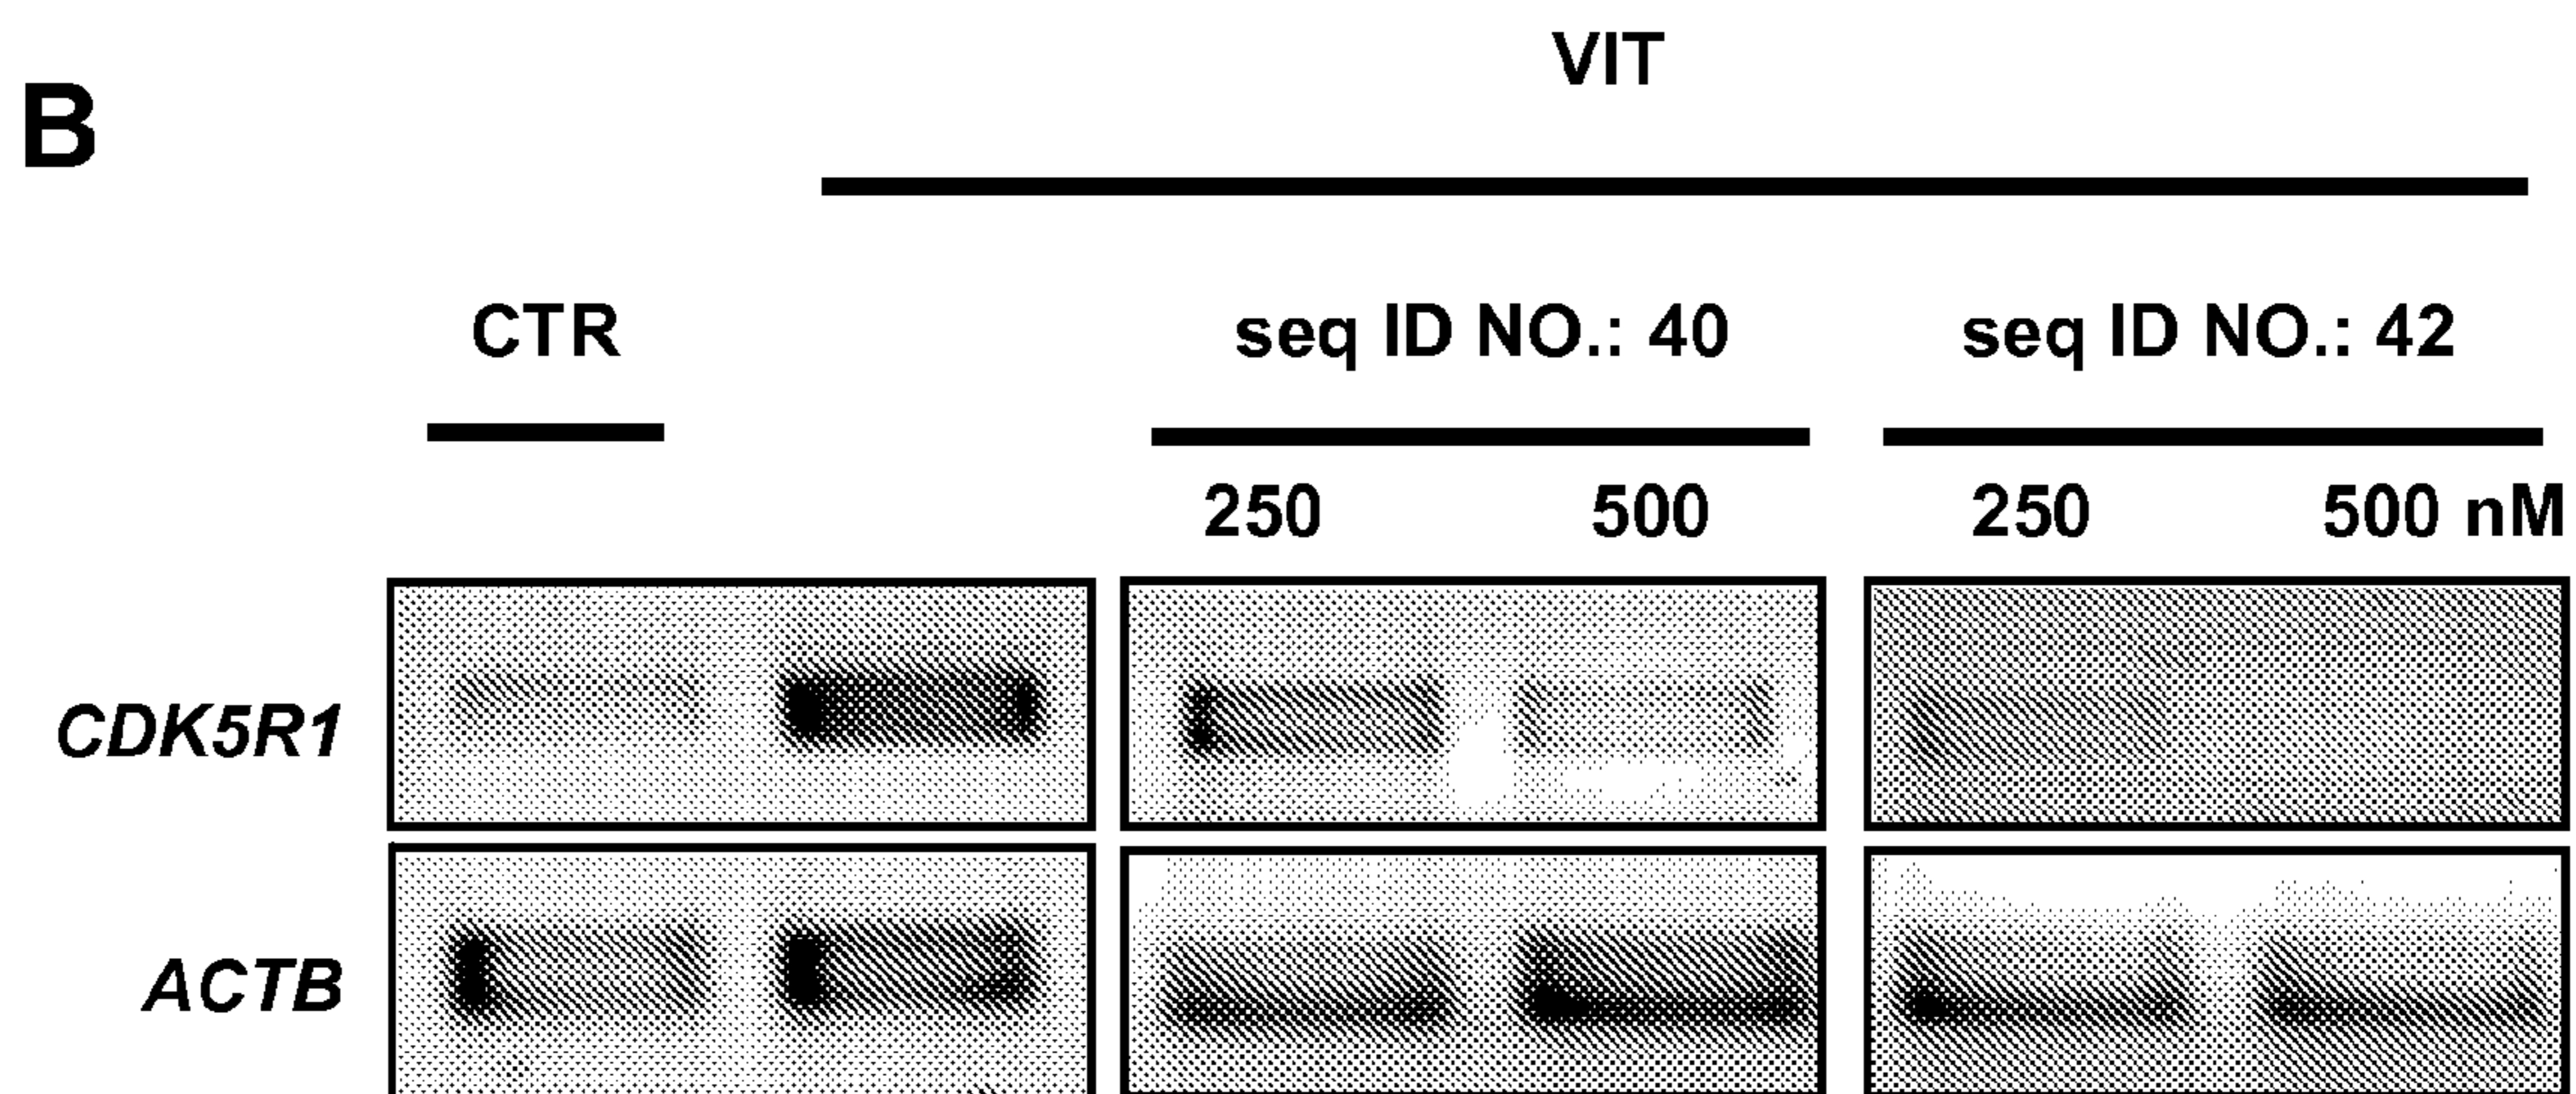 B
VIT
CTR
seq ID NO.: 40
seq ID NO.: 42
250 500 250 500 nM
CDK5R1
ACTB